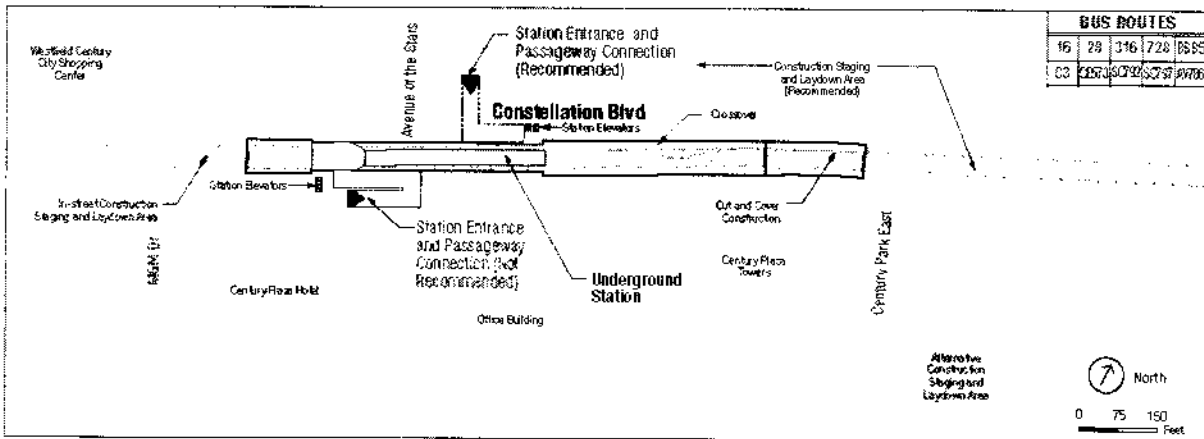 BUS ROUTES
16 28 316 728
C3
Westfield Century
City Shopping
Center
Avenue of the Stars
Station Entrance and
Passageway Connection
(Recommended)
Construction Staging
and Laydown Area
(Recommended)
Constellation Blvd
Station Elevators
Crossover
Station Elevators
In-street Construction
Staging and Laydown Area
Station Entrance
and Passageway
Connection (Not
Recommended)
Cut and Cover
Construction
MGM Dr
Century Plaza Hotel
Underground
Station
Century Plaza
Towers
Century Park East
Office Building
Alternative
Construction
Staging and
Laydown Area
North
0 75 150
Feet